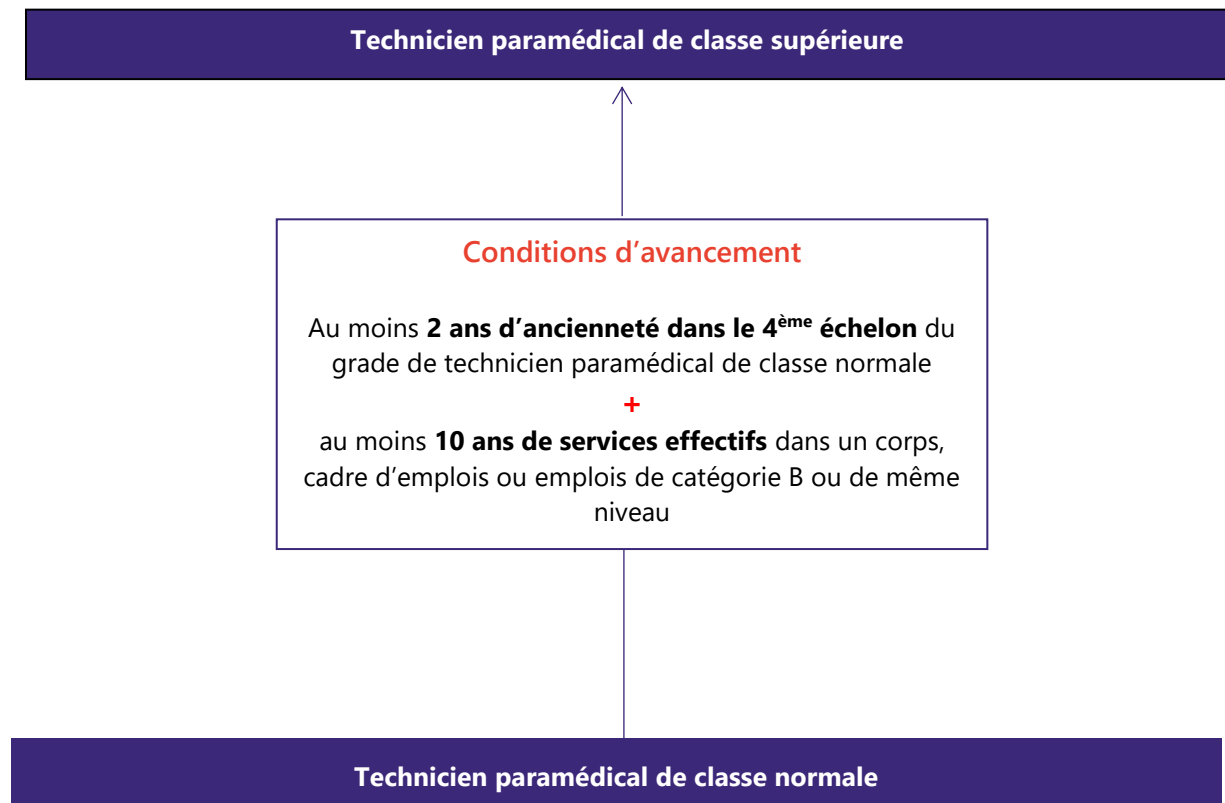 Technicien paramédical de classe supérieure
Conditions d’avancement
Au moins 2 ans d’ancienneté dans le 4ème échelon du
grade de technicien paramédical de classe normale
+
au moins 10 ans de services effectifs dans un corps,
cadre d’emplois ou emplois de catégorie B ou de même
niveau
Technicien paramédical de classe normale